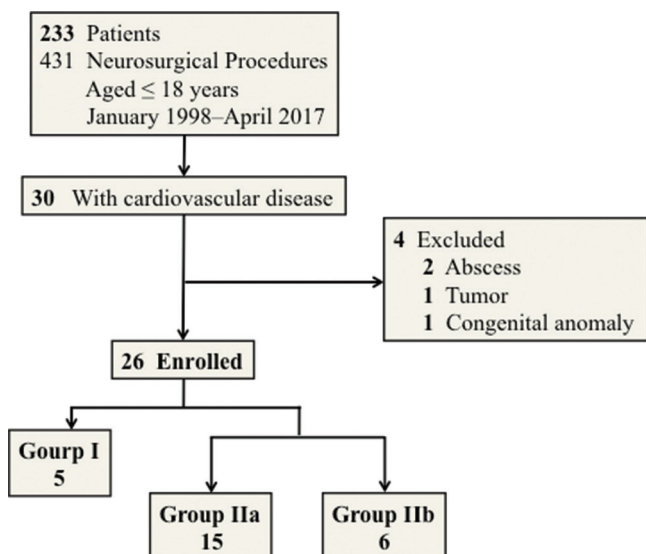 233 Patients
431 Neurosurgical Procedures
Aged ≤ 18 years
January 1998–April 2017
30 With cardiovascular disease
4 Excluded
2 Abscess
1 Tumor
1 Congenital anomaly
26 Enrolled
Gourp I
5
Group IIa
15
Group IIb
6